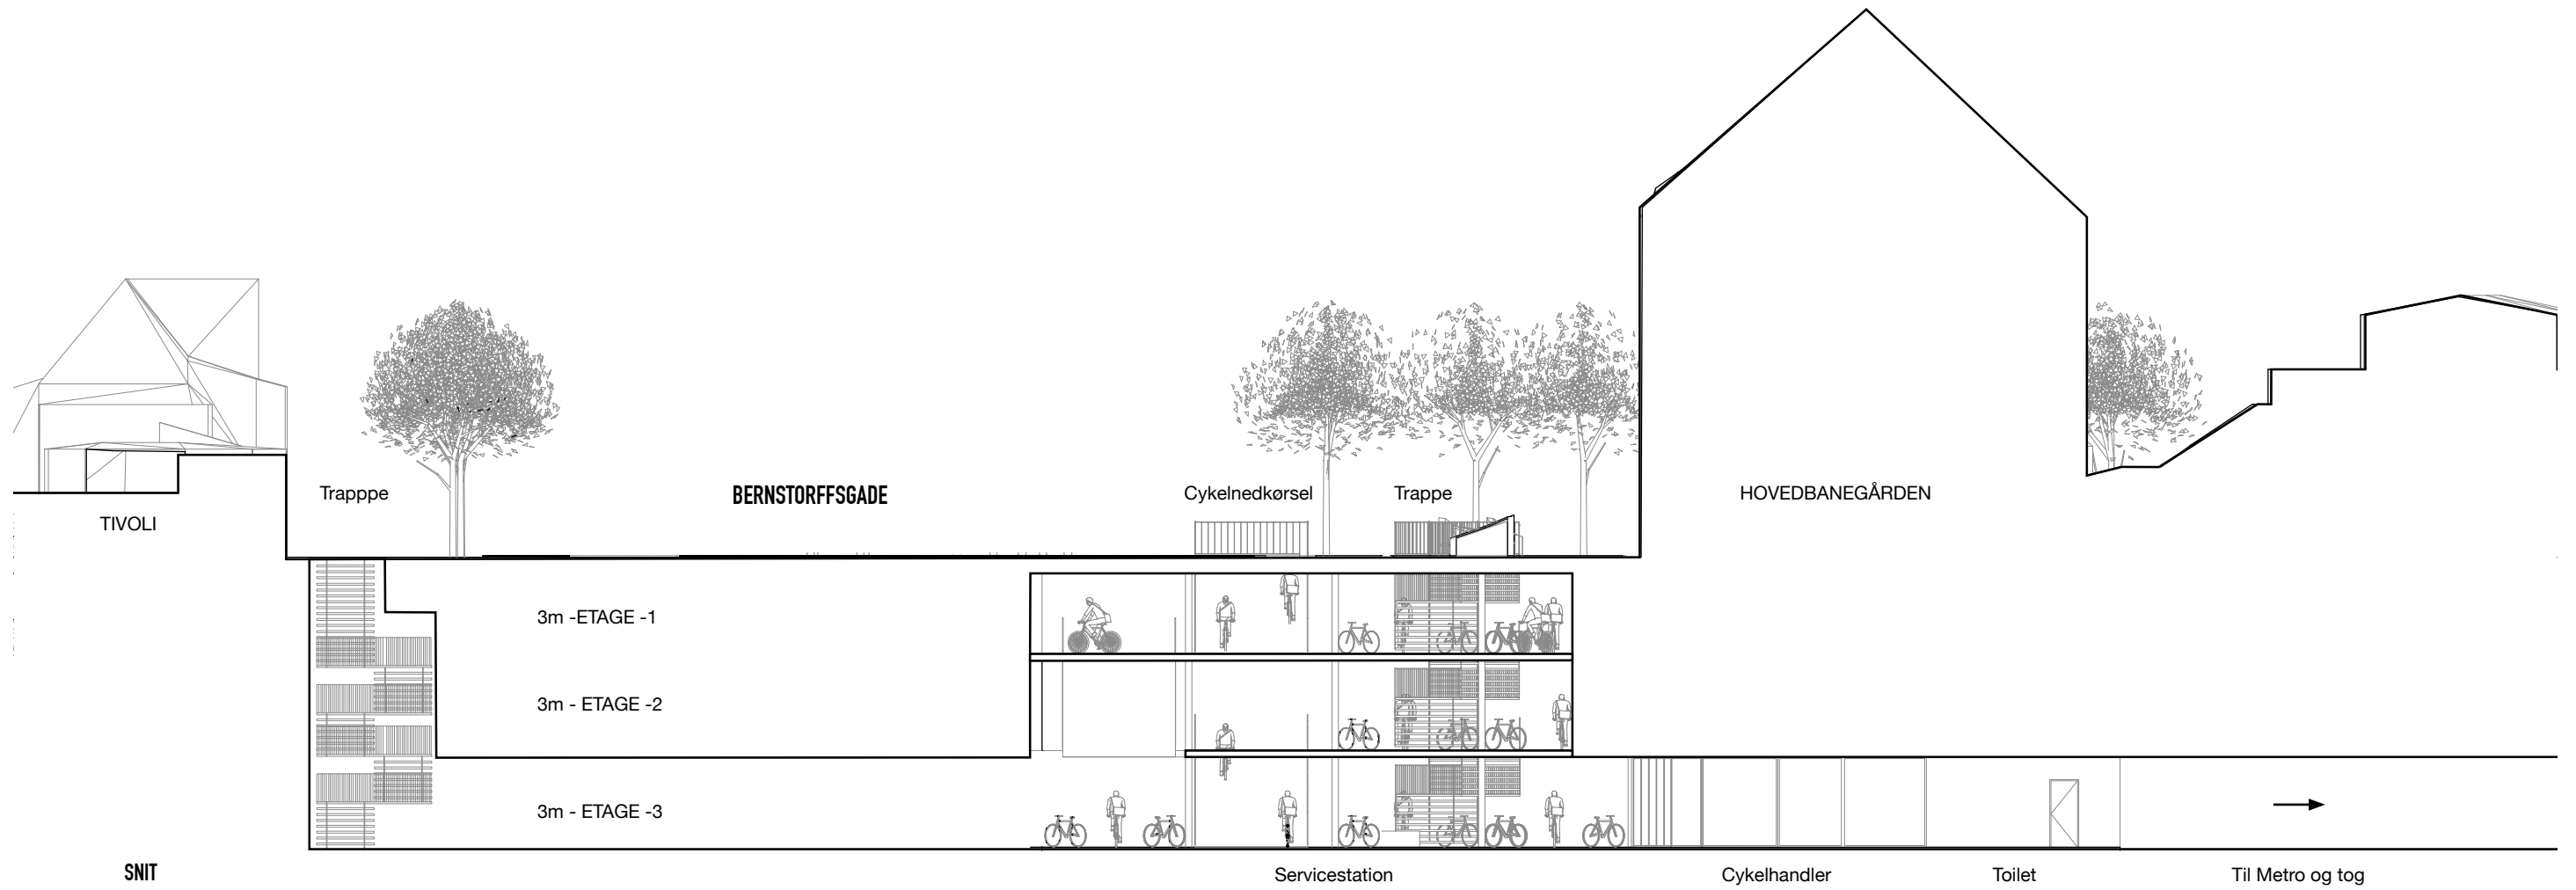 Trapppe
BERNSTORFFSGADE
Cykelnedkørsel
Trappe
HOVEDBANEGÅRDEN
TIVOLI
3m -ETAGE -1
3m - ETAGE -2
3m - ETAGE -3
SNIT
Servicestation
Cykelhandler
Toilet
Til Metro og tog